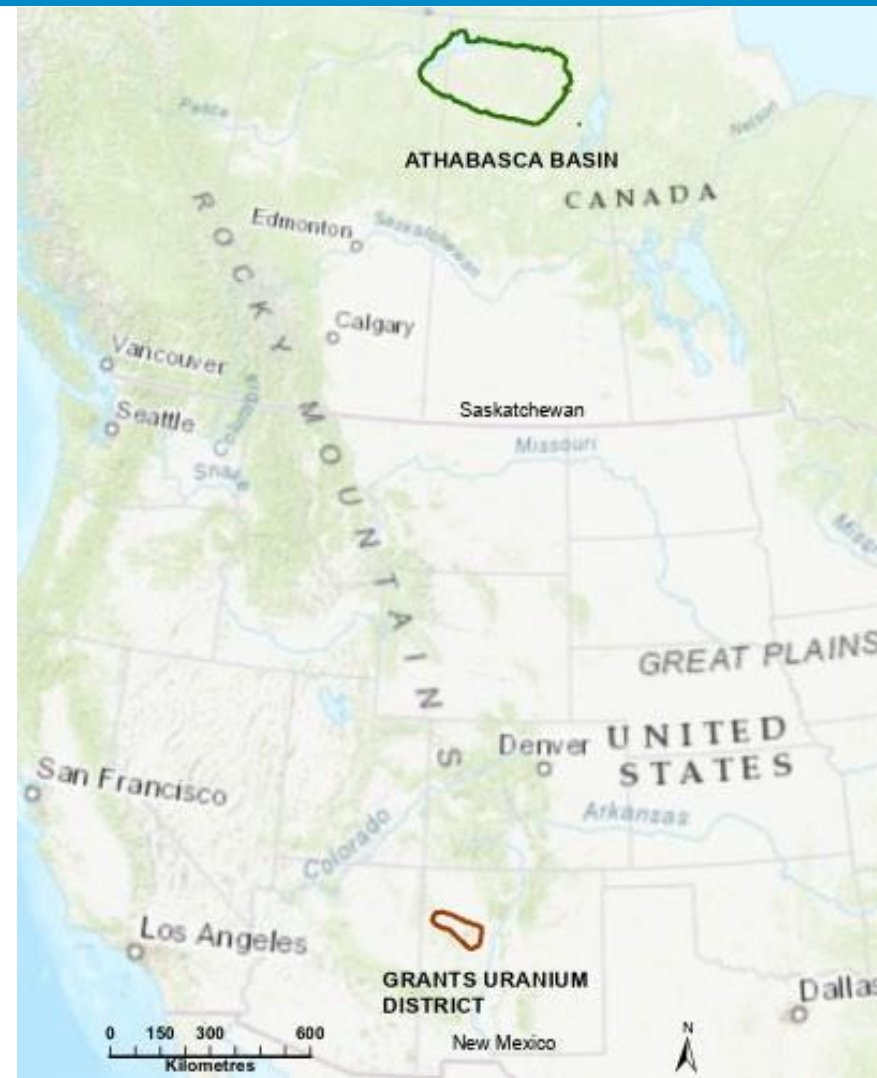 ATHABASCA BASIN
CANADA
Peace
Nelson
ROCKY MOUNTAINS
Edmonton
Saskatchewan
Calgary
Vancouver
Columbia
Seattle
Saskatchewan
Missouri
Snake
GREAT PLAINS
Denver
UNITED
STATES
San Francisco
Colorado
Arkansas
Los Angeles
GRANTS URANIUM
DISTRICT
Dallas
0 150 300 600
Kilometres
New Mexico
N